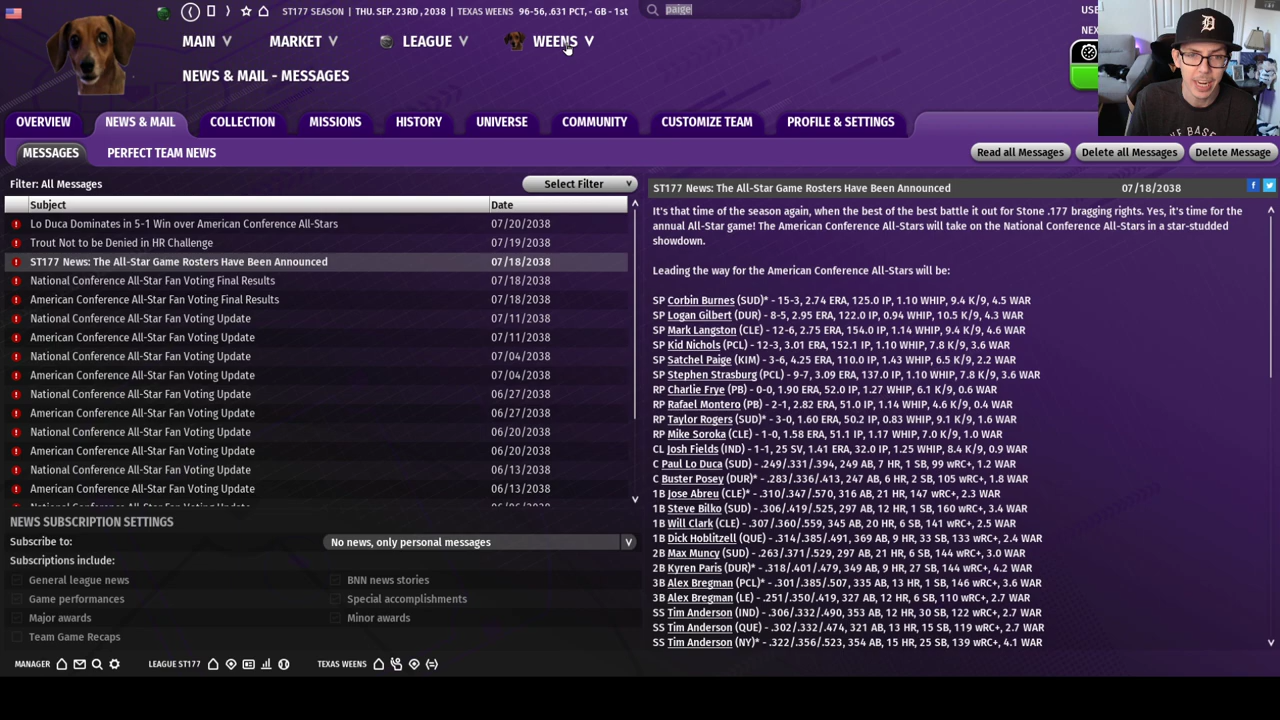 ST177 SEASON | THU. SEP. 23RD , 2038 | TEXAS WEENS 96-56, .631 PCT, - GB - 1st
paige
USE
MAIN MARKET LEAGUE WEENS
NEX
NEWS & MAIL - MESSAGES
OVERVIEW NEWS & MAIL COLLECTION MISSIONS HISTORY UNIVERSE COMMUNITY CUSTOMIZE TEAM PROFILE & SETTINGS
MESSAGES PERFECT TEAM NEWS Read all Messages Delete all Messages Delete Message
Filter: All Messages Select Filter
Subject Date
Lo Duca Dominates in 5-1 Win over American Conference All-Stars 07/20/2038
Trout Not to be Denied in HR Challenge 07/19/2038
ST177 News: The All-Star Game Rosters Have Been Announced 07/18/2038
National Conference All-Star Fan Voting Final Results 07/18/2038
American Conference All-Star Fan Voting Final Results 07/18/2038
National Conference All-Star Fan Voting Update 07/11/2038
American Conference All-Star Fan Voting Update 07/11/2038
National Conference All-Star Fan Voting Update 07/04/2038
American Conference All-Star Fan Voting Update 07/04/2038
National Conference All-Star Fan Voting Update 06/27/2038
American Conference All-Star Fan Voting Update 06/27/2038
National Conference All-Star Fan Voting Update 06/20/2038
American Conference All-Star Fan Voting Update 06/20/2038
National Conference All-Star Fan Voting Update 06/13/2038
American Conference All-Star Fan Voting Update 06/13/2038
NEWS SUBSCRIPTION SETTINGS
Subscribe to: No news, only personal messages
Subscriptions include:
General league news BNN news stories
Game performances Special accomplishments
Major awards Minor awards
Team Game Recaps
ST177 News: The All-Star Game Rosters Have Been Announced 07/18/2038
It's that time of the season again, when the best of the best battle it out for Stone .177 bragging rights. Yes, it's time for the
annual All-Star game! The American Conference All-Stars will take on the National Conference All-Stars in a star-studded
showdown.
Leading the way for the American Conference All-Stars will be:
SP Corbin Burnes (SUD)* - 15-3, 2.74 ERA, 125.0 IP, 1.10 WHIP, 9.4 K/9, 4.5 WAR
SP Logan Gilbert (DUR) - 8-5, 2.95 ERA, 122.0 IP, 0.94 WHIP, 10.5 K/9, 4.3 WAR
SP Mark Langston (CLE) - 12-6, 2.75 ERA, 154.0 IP, 1.14 WHIP, 9.4 K/9, 4.6 WAR
SP Kid Nichols (PCL) - 12-3, 3.01 ERA, 152.1 IP, 1.10 WHIP, 7.8 K/9, 3.6 WAR
SP Satchel Paige (KIM) - 3-6, 4.25 ERA, 110.0 IP, 1.43 WHIP, 6.5 K/9, 2.2 WAR
SP Stephen Strasburg (PCL) - 9-7, 3.09 ERA, 137.0 IP, 1.10 WHIP, 7.8 K/9, 3.6 WAR
RP Charlie Frye (PB) - 0-0, 1.90 ERA, 52.0 IP, 1.27 WHIP, 6.1 K/9, 0.6 WAR
RP Rafael Montero (PB) - 2-1, 2.82 ERA, 51.0 IP, 1.14 WHIP, 4.6 K/9, 0.4 WAR
RP Taylor Rogers (SUD)* - 3-0, 1.60 ERA, 50.2 IP, 0.83 WHIP, 9.1 K/9, 1.6 WAR
RP Mike Soroka (CLE) - 1-0, 1.58 ERA, 51.1 IP, 1.17 WHIP, 7.0 K/9, 1.0 WAR
CL Josh Fields (IND) - 1-1, 25 SV, 1.41 ERA, 32.0 IP, 1.25 WHIP, 8.4 K/9, 0.9 WAR
C Paul Lo Duca (SUD) - .249/.331/.394, 249 AB, 7 HR, 1 SB, 99 wRC+, 1.2 WAR
C Buster Posey (DUR)* - .283/.336/.413, 247 AB, 6 HR, 2 SB, 105 wRC+, 1.8 WAR
1B Jose Abreu (CLE)* - .310/.347/.570, 316 AB, 21 HR, 147 wRC+, 2.3 WAR
1B Steve Bilko (SUD) - .306/.419/.525, 297 AB, 12 HR, 1 SB, 160 wRC+, 3.4 WAR
1B Will Clark (CLE) - .307/.360/.559, 345 AB, 20 HR, 6 SB, 141 wRC+, 2.5 WAR
1B Dick Hoblitzell (QUE) - .314/.385/.491, 369 AB, 9 HR, 33 SB, 133 wRC+, 2.4 WAR
2B Max Muncy (SUD) - .263/.371/.529, 297 AB, 21 HR, 6 SB, 144 wRC+, 3.0 WAR
2B Kyren Paris (DUR)* - .318/.401/.479, 349 AB, 9 HR, 27 SB, 144 wRC+, 4.2 WAR
3B Alex Bregman (PCL)* - .301/.385/.507, 335 AB, 13 HR, 1 SB, 146 wRC+, 3.6 WAR
3B Alex Bregman (LE) - .251/.350/.419, 327 AB, 12 HR, 6 SB, 110 wRC+, 2.7 WAR
SS Tim Anderson (IND) - .306/.332/.490, 353 AB, 12 HR, 30 SB, 122 wRC+, 2.7 WAR
SS Tim Anderson (QUE) - .302/.332/.474, 321 AB, 13 HR, 15 SB, 119 wRC+, 2.7 WAR
SS Tim Anderson (NY)* - .322/.356/.523, 354 AB, 15 HR, 25 SB, 139 wRC+, 4.1 WAR
MANAGER LEAGUE ST177 TEXAS WEENS